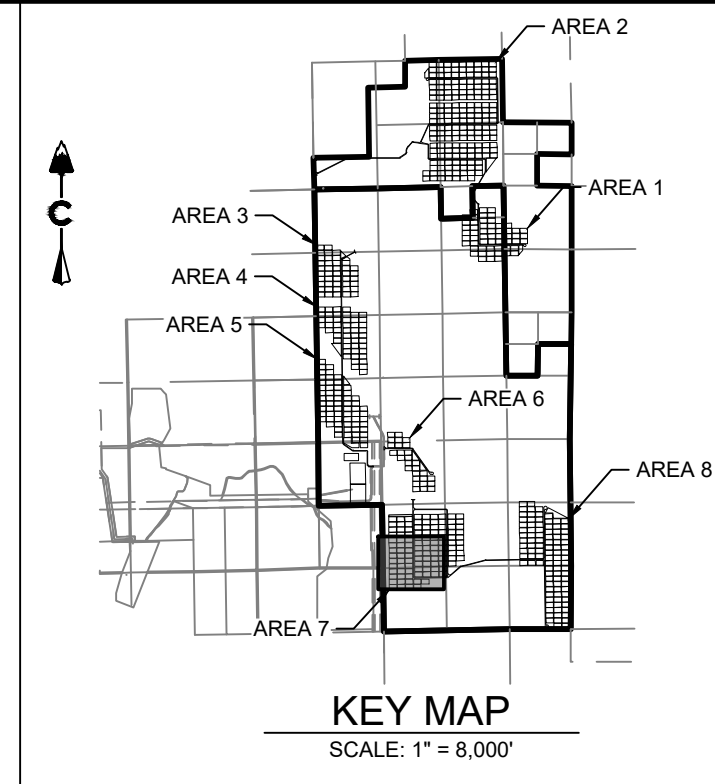 AREA 2
AREA 1
AREA 3
AREA 4
AREA 5
AREA 6
AREA 8
AREA 7
C
KEY MAP
SCALE: 1" = 8,000'